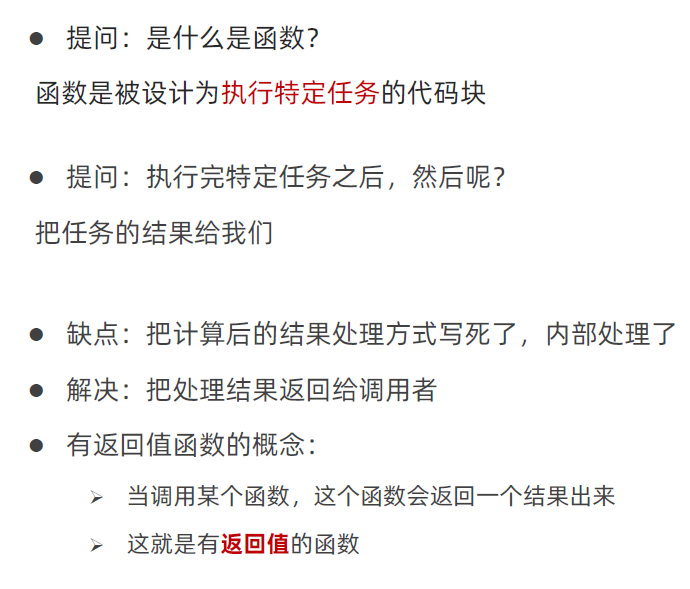 ● 提问：是什么是函数？
函数是被设计为执行特定任务的代码块
● 提问：执行完特定任务之后，然后呢？
把任务的结果给我们
● 缺点：把计算后的结果处理方式写死了，内部处理了
● 解决：把处理结果返回给调用者
● 有返回值函数的概念：
➢ 当调用某个函数，这个函数会返回一个结果出来
➢ 这就是有返回值的函数